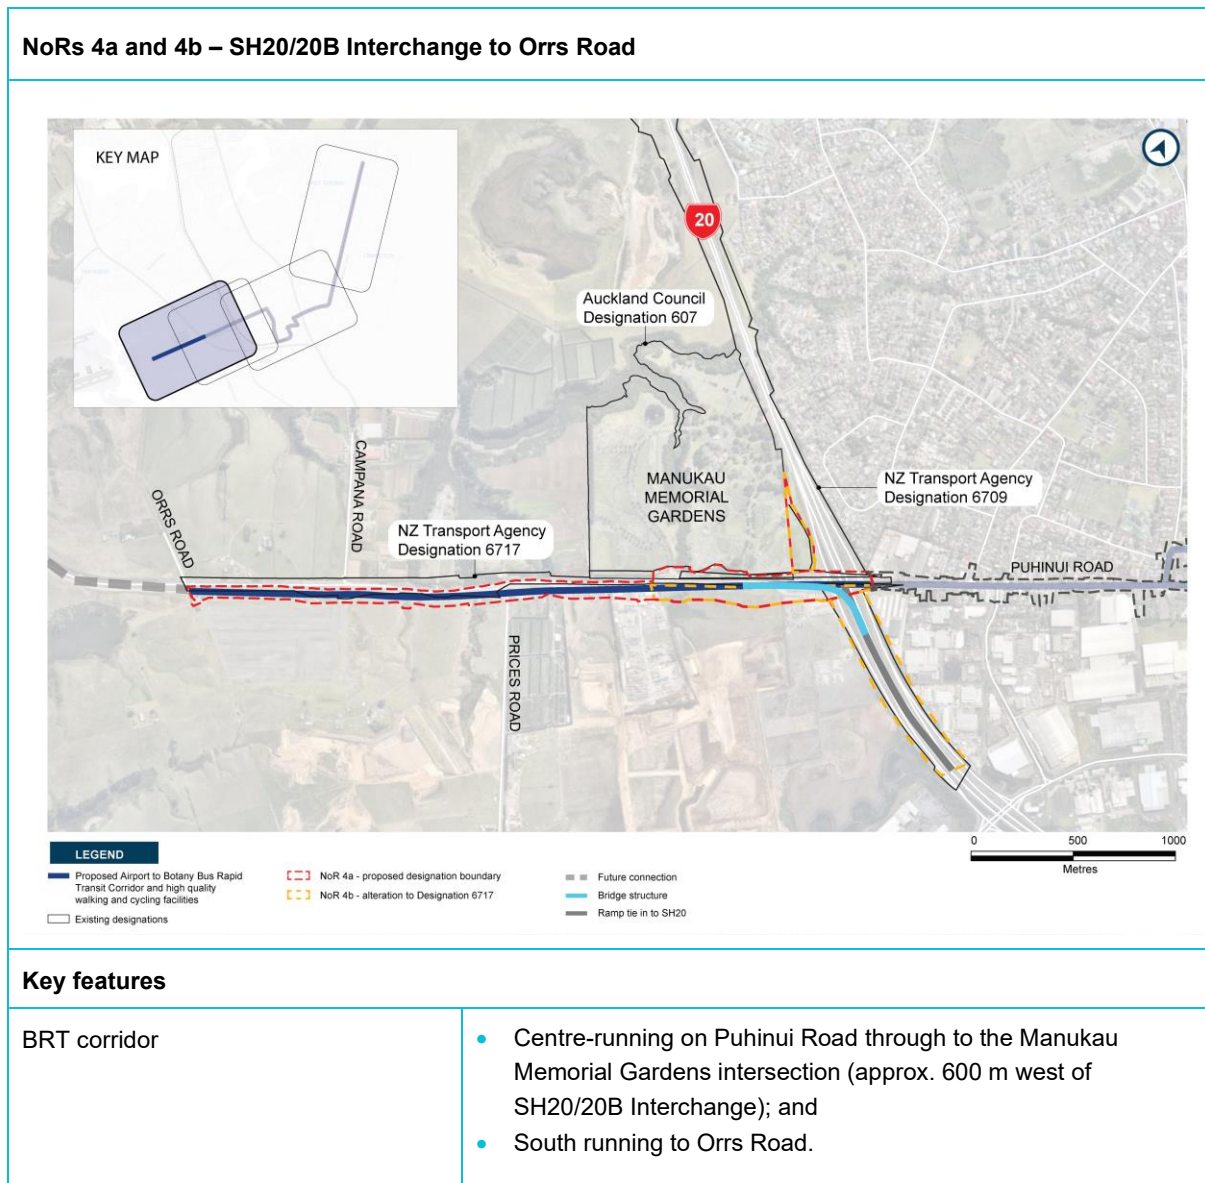 NoRs 4a and 4b – SH20/20B Interchange to Orrs Road
KEY MAP
20
Auckland Council
Designation 607
CAMPANA ROAD
ORRS ROAD
MANUKAU
MEMORIAL
GARDENS
NZ Transport Agency
Designation 6709
NZ Transport Agency
Designation 6717
PUHINUI ROAD
PRICES ROAD
0 500 1000
Metres
LEGEND
Proposed Airport to Botany Bus Rapid
Transit Corridor and high quality
walking and cycling facilities
Existing designations
NoR 4a - proposed designation boundary
NoR 4b - alteration to Designation 6717
Future connection
Bridge structure
Ramp tie in to SH20
Key features
BRT corridor
• Centre-running on Puhinui Road through to the Manukau
Memorial Gardens intersection (approx. 600 m west of
SH20/20B Interchange); and
• South running to Orrs Road.